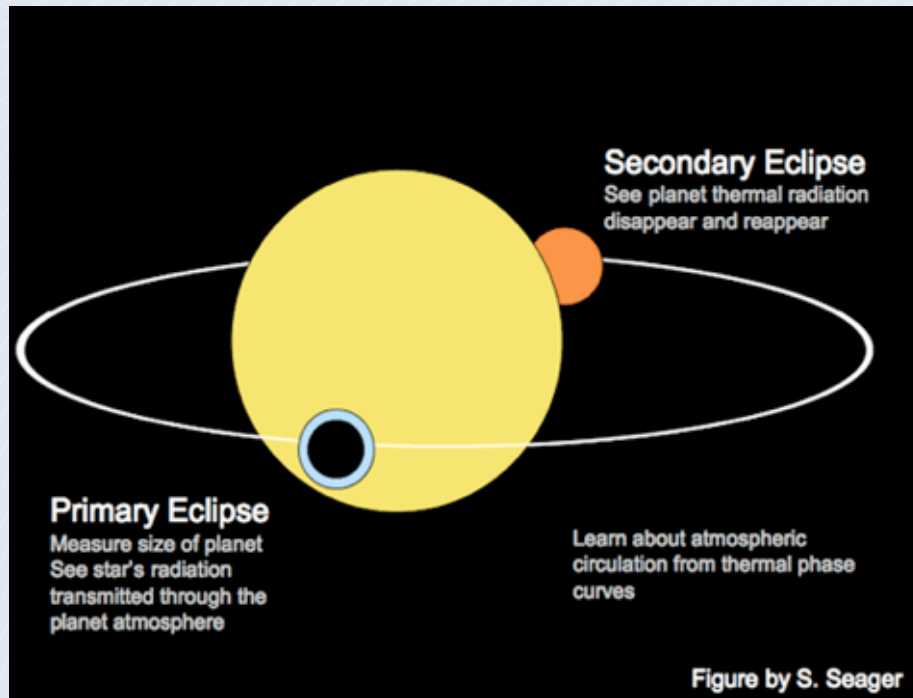 Secondary Eclipse
See planet thermal radiation
disappear and reappear
Primary Eclipse
Measure size of planet
See star's radiation
transmitted through the
planet atmosphere
Learn about atmospheric
circulation from thermal phase
curves
Figure by S. Seager